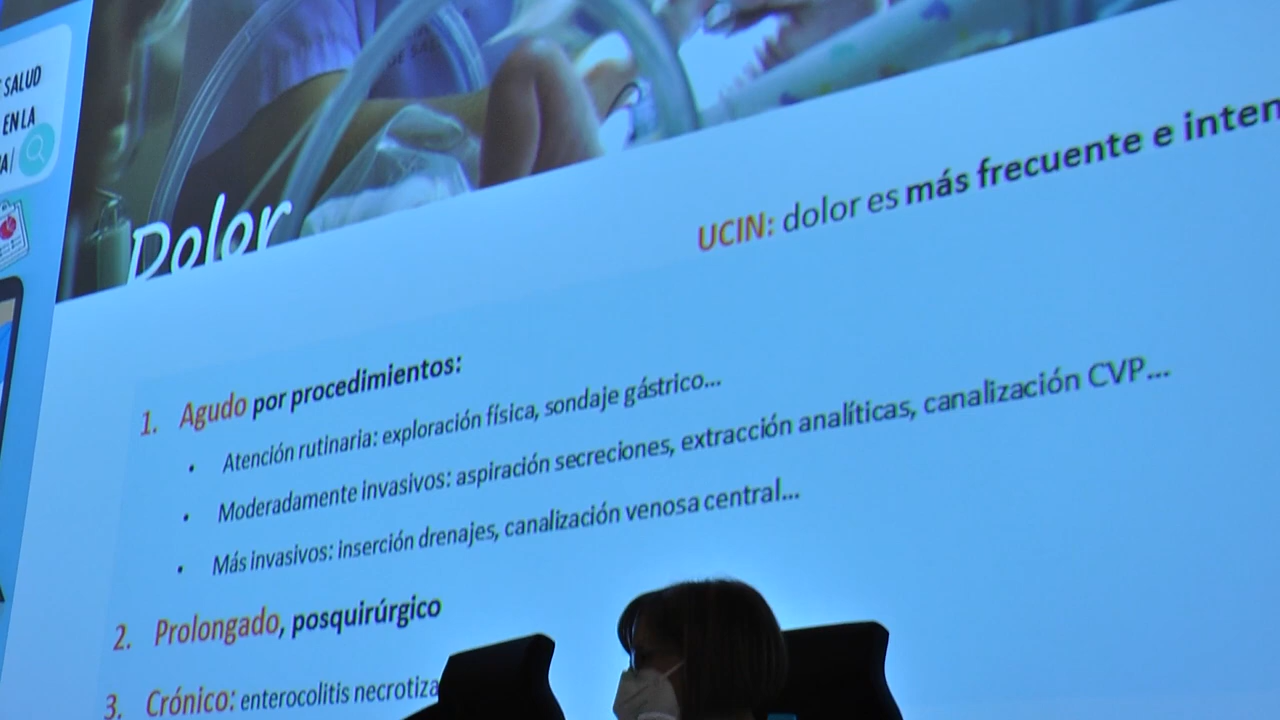 SALUD
EN LA
Dolor
UCIN: dolor es más frecuente e inten
1. Agudo por procedimientos:
• Atención rutinaria: exploración física, sondaje gástrico...
• Moderadamente invasivos: aspiración secreciones, extracción analíticas, canalización CVP...
• Más invasivos: inserción drenajes, canalización venosa central...
2. Prolongado, posquirúrgico
3. Crónico: enterocolitis necrotiza